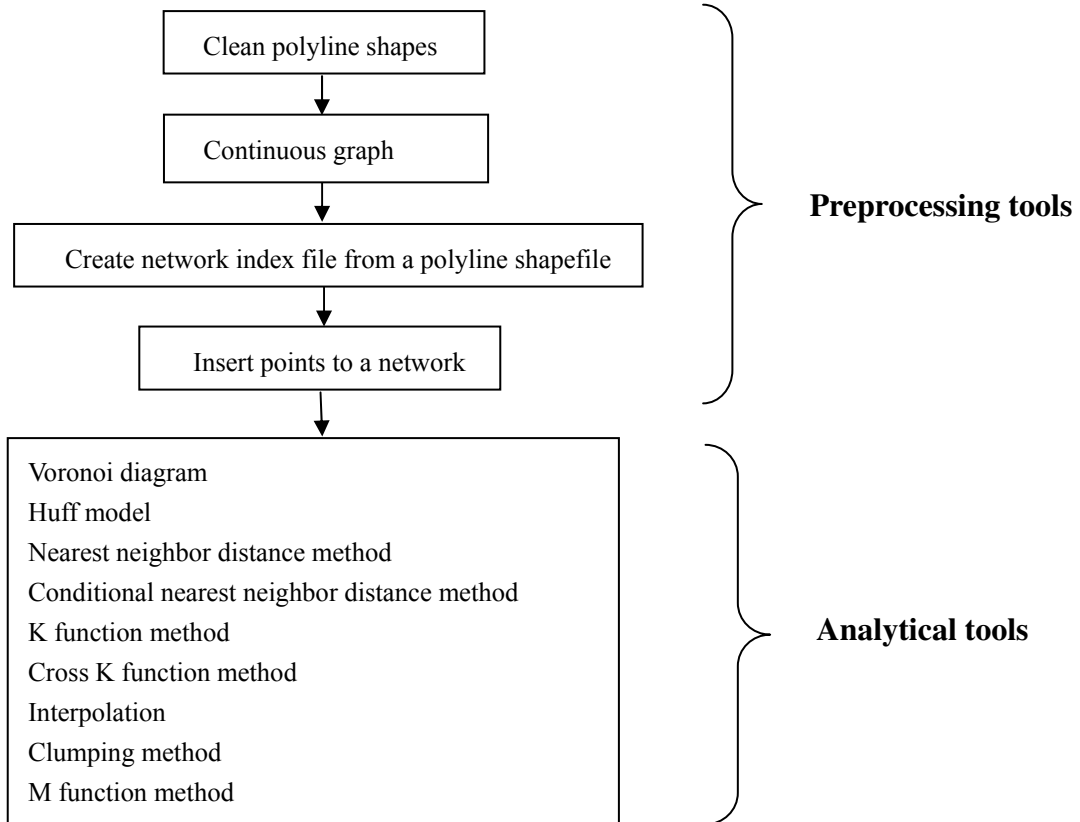 Clean polyline shapes
Continuous graph
Preprocessing tools
Create network index file from a polyline shapefile
Insert points to a network
Voronoi diagram
Huff model
Nearest neighbor distance method
Conditional nearest neighbor distance method
K function method
Cross K function method
Interpolation
Clumping method
M function method
Analytical tools